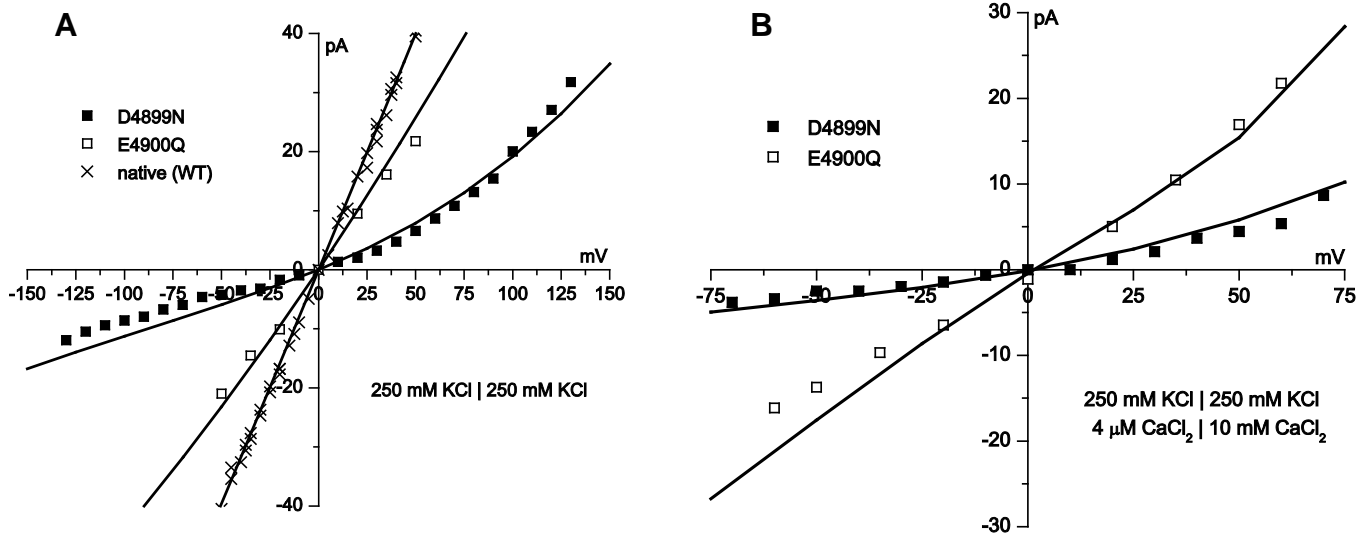 A
pA
40
20
0
-20
-40
D4899N
E4900Q
native (WT)
mV
-150 -125 -100 -75 -50 -25 0 25 50 75 100 125 150
250 mM KCl | 250 mM KCl
B
pA
30
20
10
0
-10
-20
-30
D4899N
E4900Q
mV
-75 -50 -25 0 25 50 75
250 mM KCl | 250 mM KCl
4 μM CaCl₂ | 10 mM CaCl₂